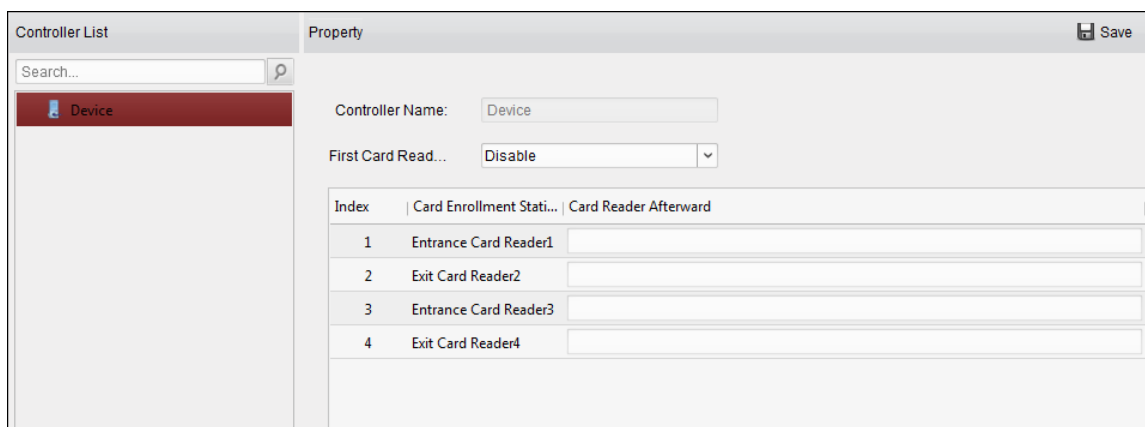 Controller List
Property
Save
Search...
Device
Controller Name:
Device
First Card Read...
Disable
Index | Card Enrollment Stati... | Card Reader Afterward
1 Entrance Card Reader1
2 Exit Card Reader2
3 Entrance Card Reader3
4 Exit Card Reader4